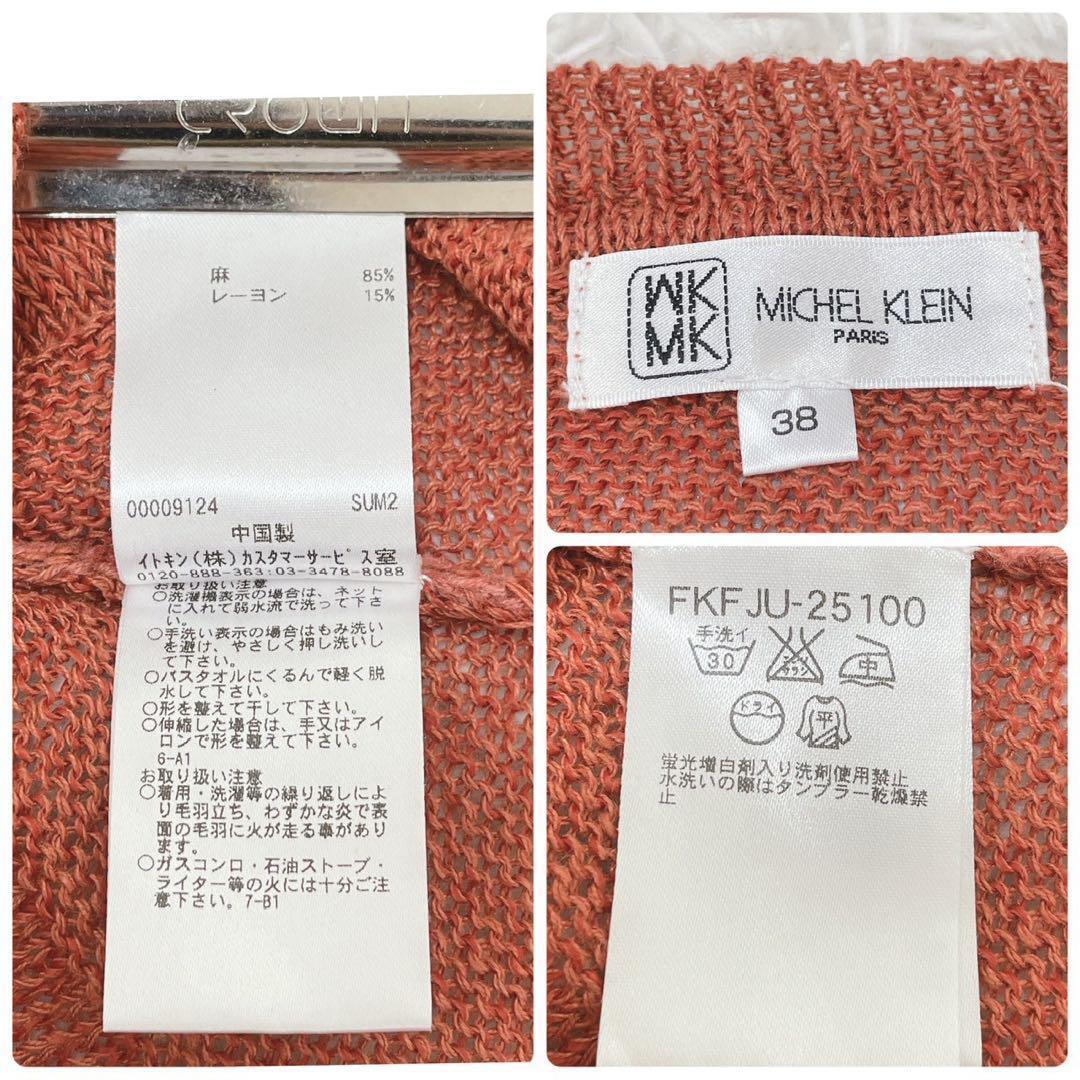 CROWN
麻 85%
レーヨン 15%
00009124 SUM2
中国製
イトキン(株)カスタマーサービス室
0120-888-363:03-3478-8088
お取り扱い注意
○洗濯機表示の場合は、ネット
に入れて弱水流で洗って下さ
い。
○手洗い表示の場合はもみ洗い
を避け、やさしく押し洗いし
て下さい。
○バスタオルにくるんで軽く脱
水して下さい。
○形を整えて干して下さい。
○伸縮した場合は、手又はアイ
ロンで形を整えて下さい。
6-A1
お取り扱い注意
○着用・洗濯等の繰り返しによ
り毛羽立ち、わずかな炎で表
面の毛羽に火が走る事があり
ます。
○ガスコンロ・石油ストーブ・
ライター等の火には十分ご注
意下さい。7-B1
MK
MK
MICHEL KLEIN
PARIS
38
FKFJU-25100
手洗イ
30
エンソサラシ
中
ドライ
平
蛍光増白剤入り洗剤使用禁止
水洗いの際はタンブラー乾燥禁
止